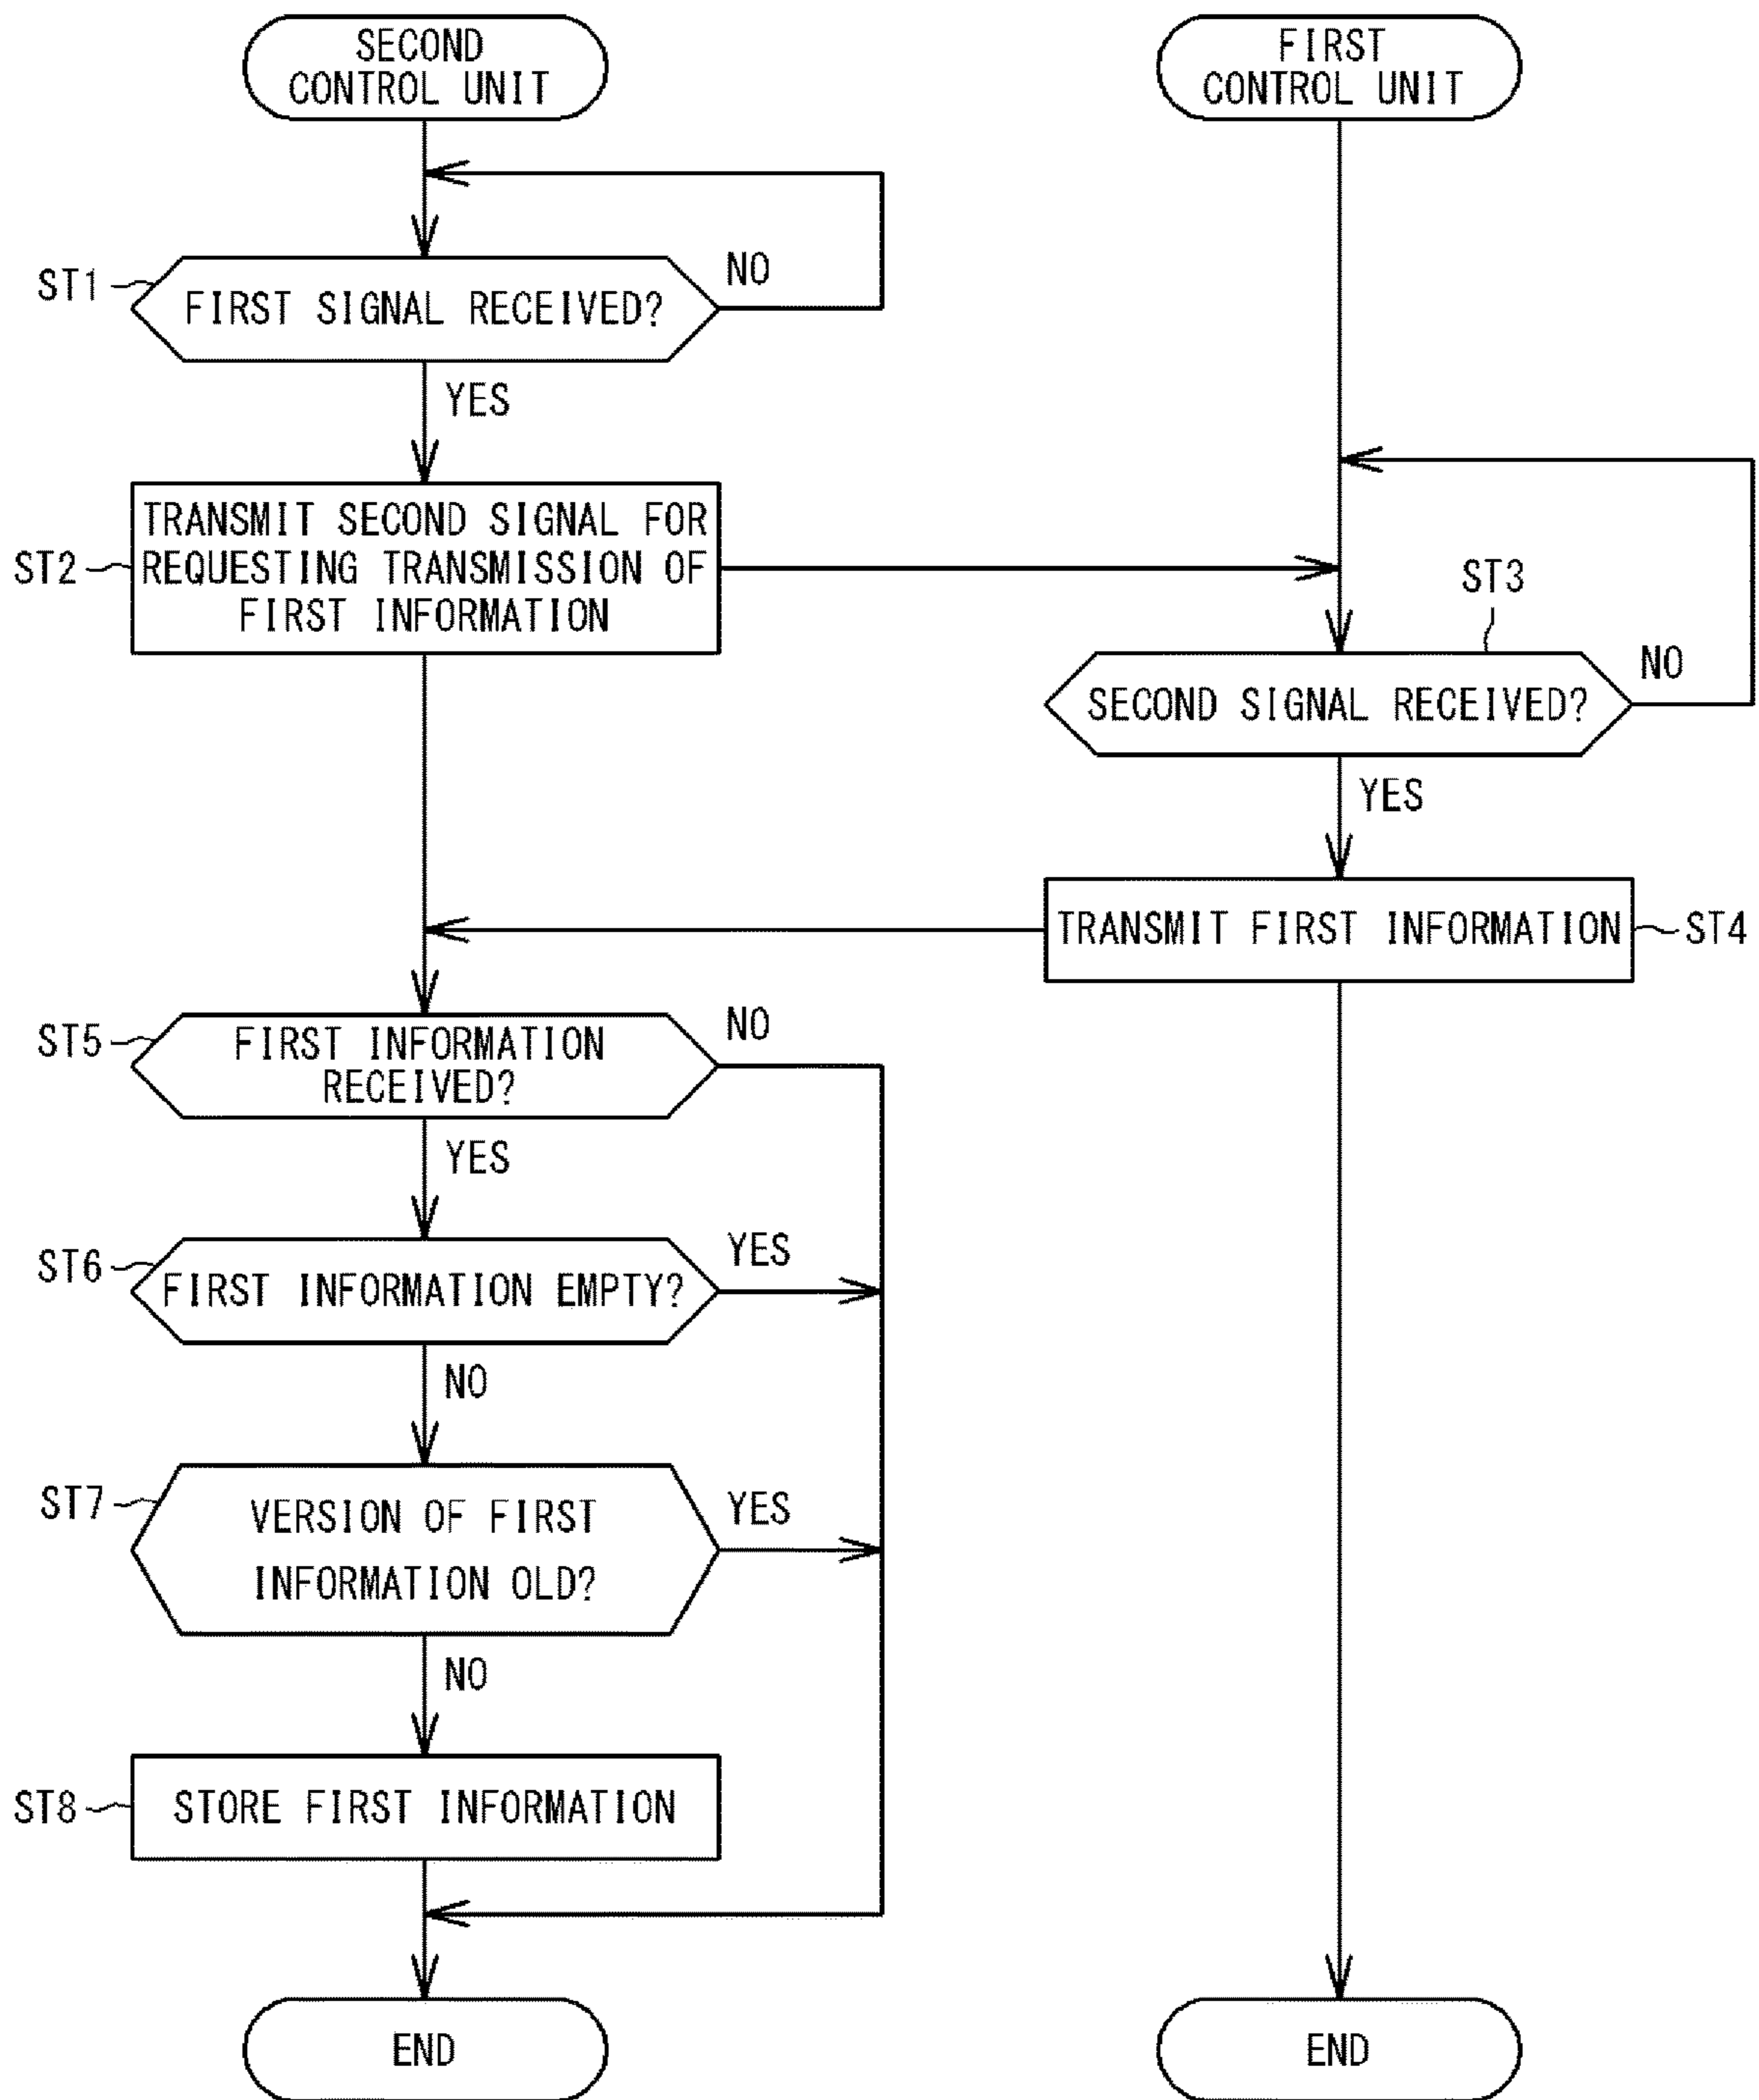 SECOND
CONTROL UNIT
FIRST
CONTROL UNIT
ST1
FIRST SIGNAL RECEIVED?
NO
YES
ST2
TRANSMIT SECOND SIGNAL FOR
REQUESTING TRANSMISSION OF
FIRST INFORMATION
ST3
SECOND SIGNAL RECEIVED?
NO
YES
TRANSMIT FIRST INFORMATION
ST4
ST5
FIRST INFORMATION
RECEIVED?
NO
YES
ST6
FIRST INFORMATION EMPTY?
YES
NO
ST7
VERSION OF FIRST
INFORMATION OLD?
YES
NO
ST8
STORE FIRST INFORMATION
END
END